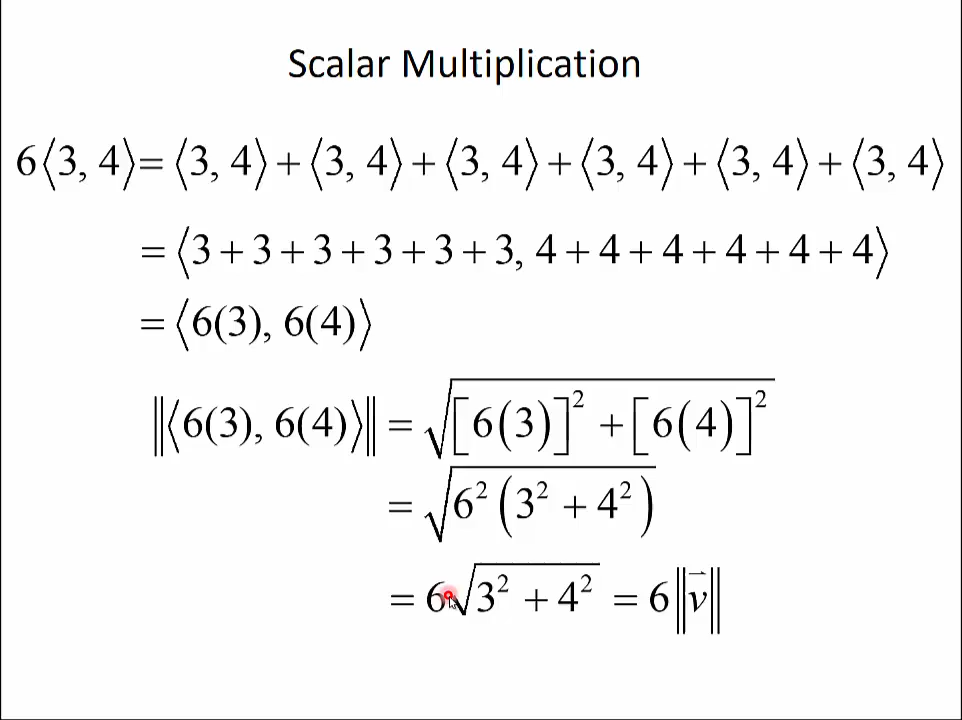 Scalar Multiplication
6⟨3, 4⟩ = ⟨3, 4⟩ + ⟨3, 4⟩ + ⟨3, 4⟩ + ⟨3, 4⟩ + ⟨3, 4⟩ + ⟨3, 4⟩
= ⟨3 + 3 + 3 + 3 + 3 + 3, 4 + 4 + 4 + 4 + 4 + 4⟩
= ⟨6(3), 6(4)⟩
‖⟨6(3), 6(4)⟩‖ = √([6(3)]² + [6(4)]²)
= √(6²(3² + 4²))
= 6√(3² + 4²) = 6‖v⃗‖